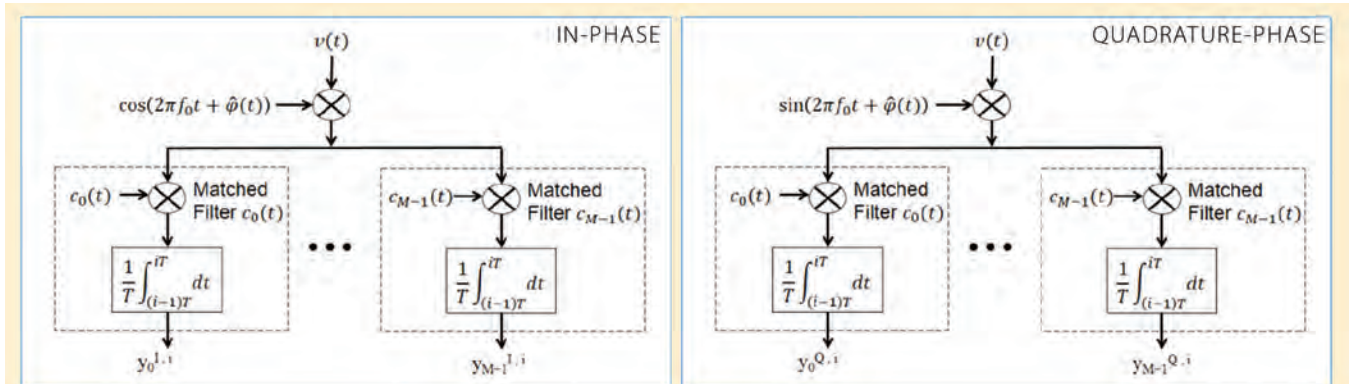 IN-PHASE
v(t)
cos(2πf₀t + φ̂(t))
c₀(t)
Matched
Filter c₀(t)
c_{M−1}(t)
Matched
Filter c_{M−1}(t)
1/T ∫_{(i−1)T}^{iT} dt
1/T ∫_{(i−1)T}^{iT} dt
y₀^{I,i}
y_{M−1}^{I,i}
QUADRATURE-PHASE
v(t)
sin(2πf₀t + φ̂(t))
c₀(t)
Matched
Filter c₀(t)
c_{M−1}(t)
Matched
Filter c_{M−1}(t)
1/T ∫_{(i−1)T}^{iT} dt
1/T ∫_{(i−1)T}^{iT} dt
y₀^{Q,i}
y_{M−1}^{Q,i}